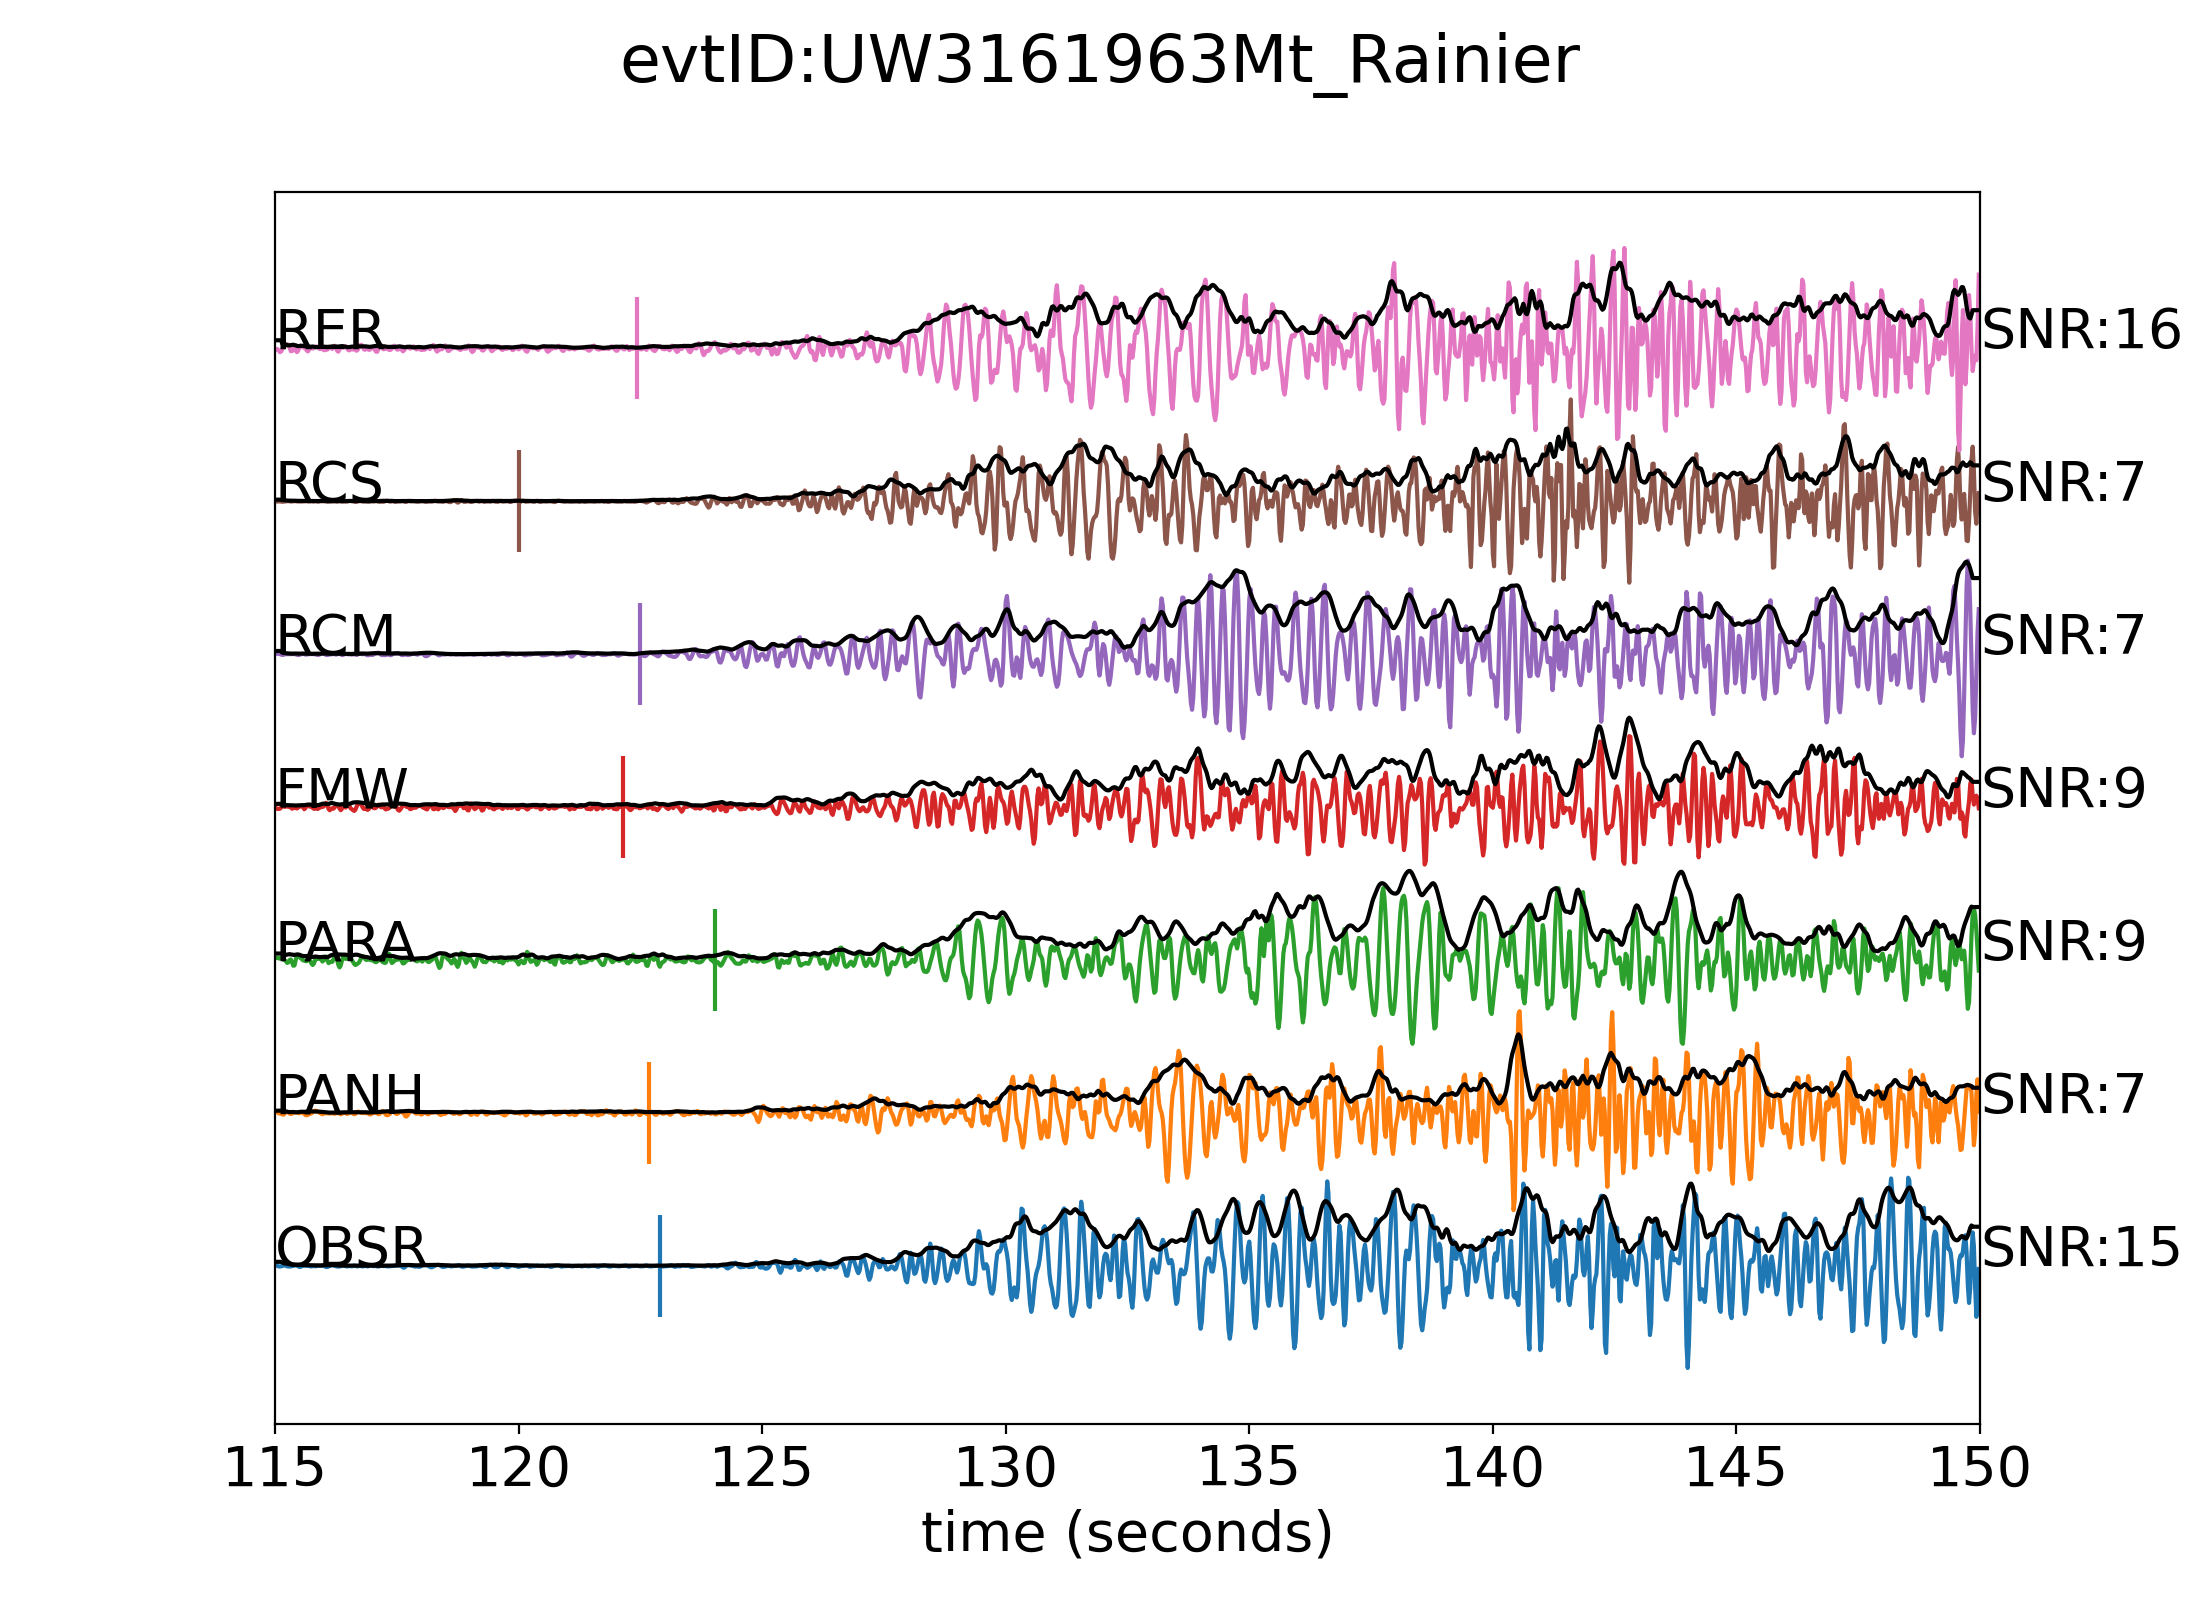 evtID:UW3161963Mt_Rainier
RER SNR:16
RCS SNR:7
RCM SNR:7
FMW SNR:9
PARA SNR:9
PANH SNR:7
OBSR SNR:15
115 120 125 130 135 140 145 150
time (seconds)